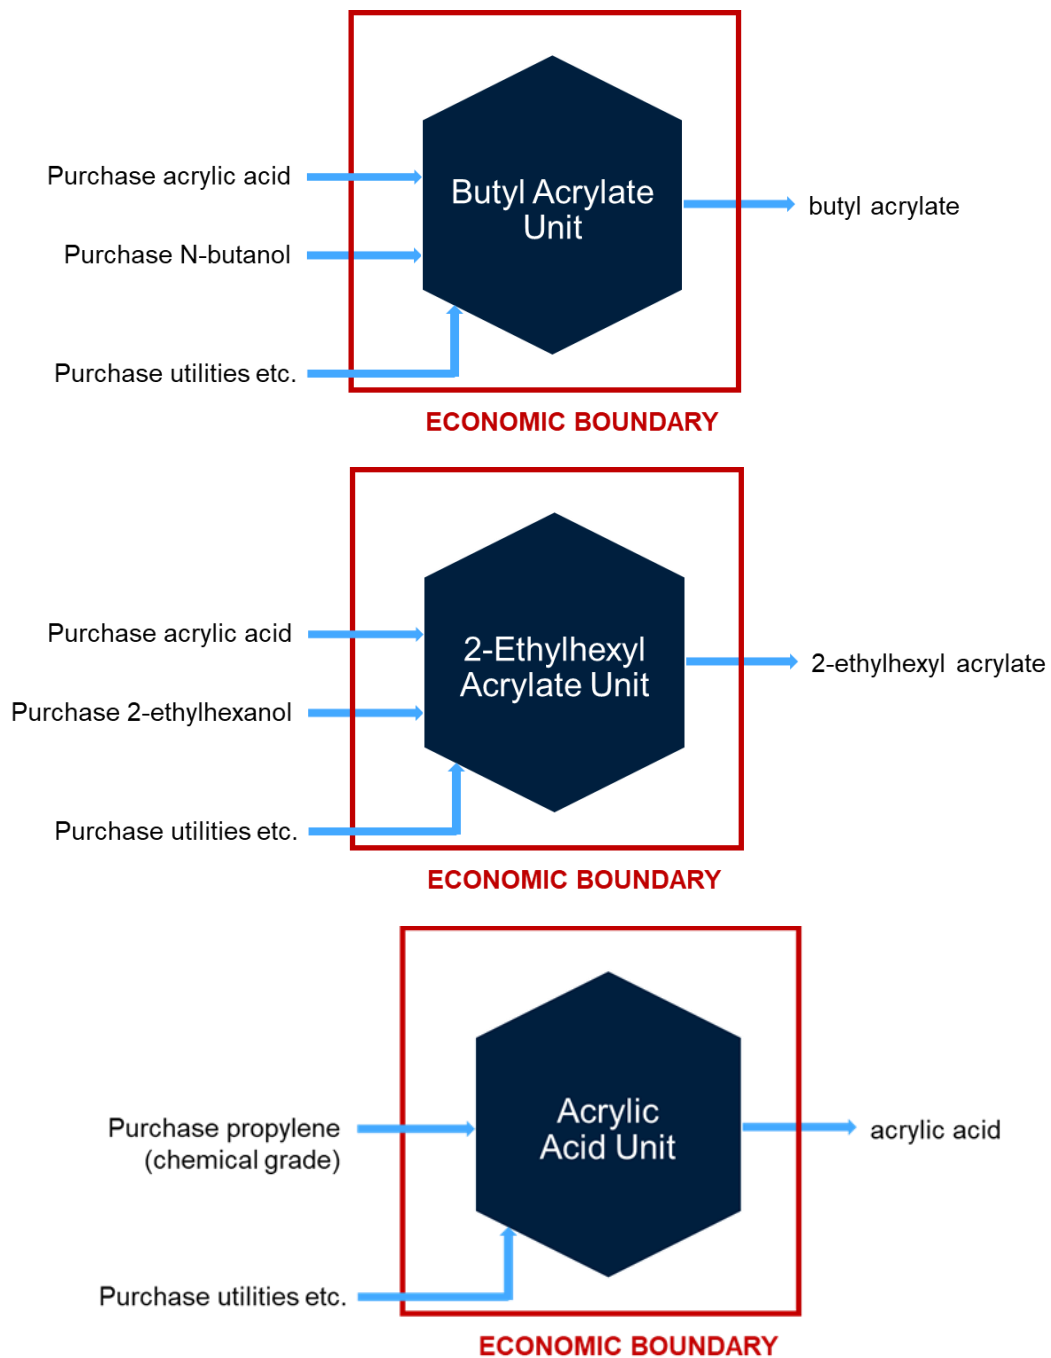 Purchase acrylic acid
Purchase N-butanol
Purchase utilities etc.
Butyl Acrylate
Unit
butyl acrylate
ECONOMIC BOUNDARY
Purchase acrylic acid
Purchase 2-ethylhexanol
Purchase utilities etc.
2-Ethylhexyl
Acrylate Unit
2-ethylhexyl acrylate
ECONOMIC BOUNDARY
Purchase propylene
(chemical grade)
Purchase utilities etc.
Acrylic
Acid Unit
acrylic acid
ECONOMIC BOUNDARY